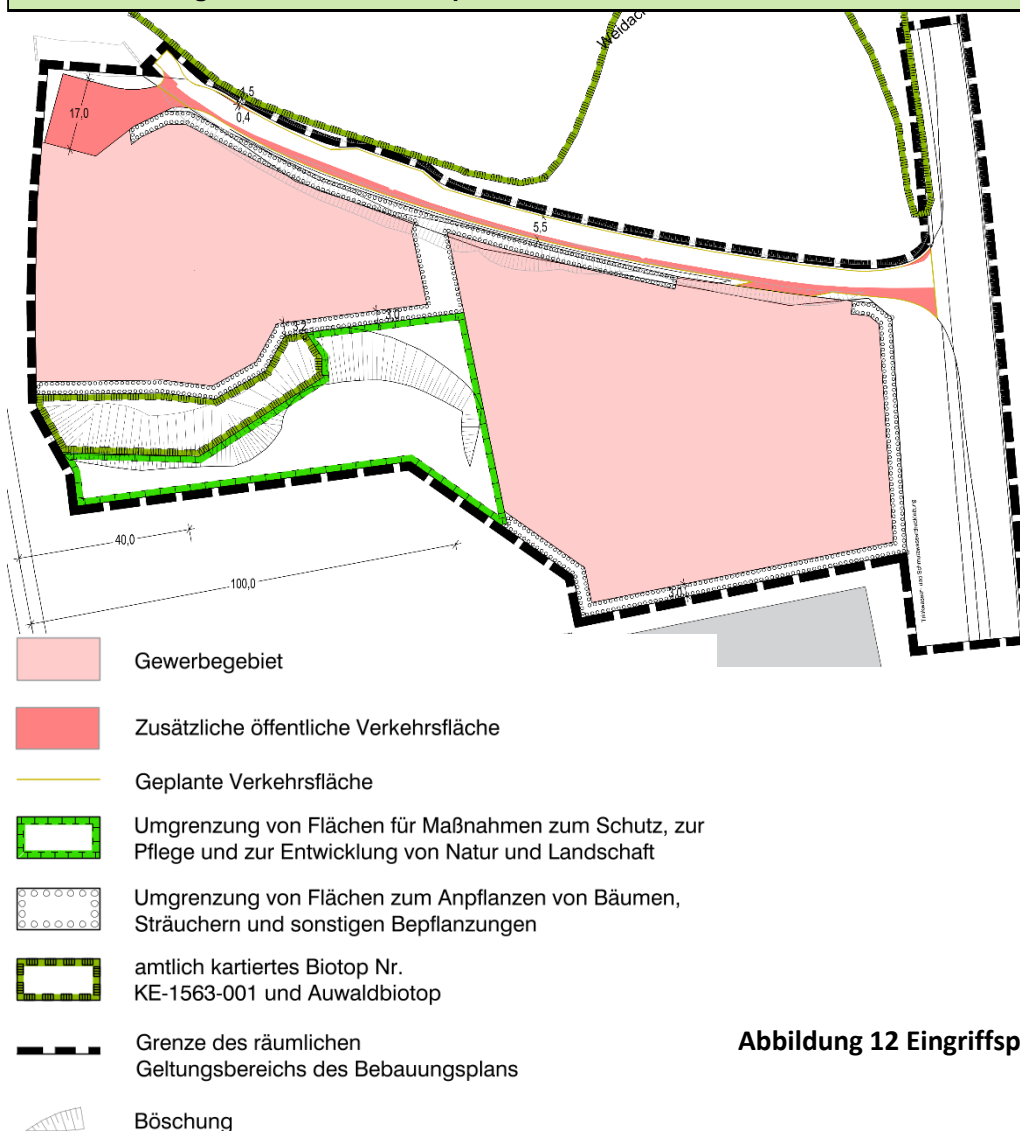 Weidac
1,5
0,4
17,0
5,5
3,0
3,2
40,0
100,0
3,0
Gewerbegebiet
Zusätzliche öffentliche Verkehrsfläche
Geplante Verkehrsfläche
Umgrenzung von Flächen für Maßnahmen zum Schutz, zur
Pflege und zur Entwicklung von Natur und Landschaft
Umgrenzung von Flächen zum Anpflanzen von Bäumen,
Sträuchern und sonstigen Bepflanzungen
amtlich kartiertes Biotop Nr.
KE-1563-001 und Auwaldbiotop
Grenze des räumlichen
Geltungsbereichs des Bebauungsplans
Abbildung 12 Eingriffsp
Böschung